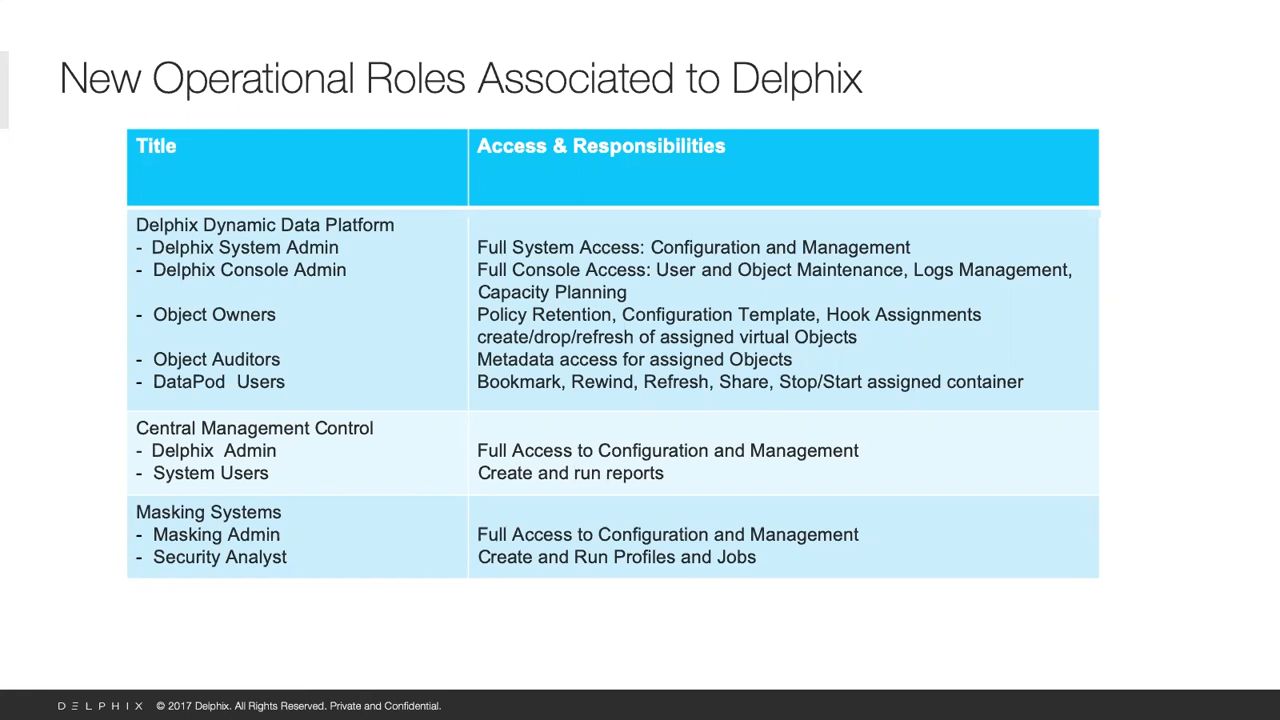 New Operational Roles Associated to Delphix
Title
Access & Responsibilities
Delphix Dynamic Data Platform
- Delphix System Admin
Full System Access: Configuration and Management
- Delphix Console Admin
Full Console Access: User and Object Maintenance, Logs Management,
Capacity Planning
- Object Owners
Policy Retention, Configuration Template, Hook Assignments
create/drop/refresh of assigned virtual Objects
- Object Auditors
Metadata access for assigned Objects
- DataPod Users
Bookmark, Rewind, Refresh, Share, Stop/Start assigned container
Central Management Control
- Delphix Admin
Full Access to Configuration and Management
- System Users
Create and run reports
Masking Systems
- Masking Admin
Full Access to Configuration and Management
- Security Analyst
Create and Run Profiles and Jobs
DELPHIX © 2017 Delphix. All Rights Reserved. Private and Confidential.